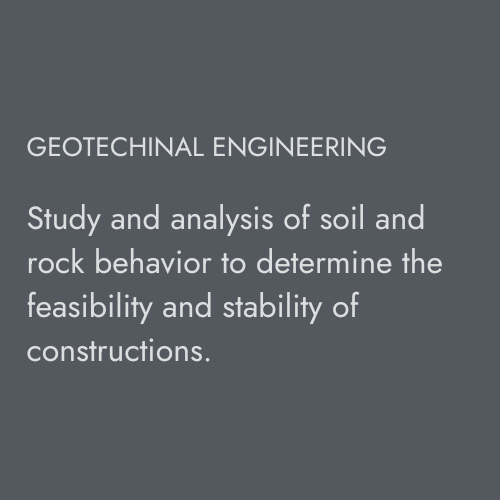 GEOTECHINAL ENGINEERING
Study and analysis of soil and
rock behavior to determine the
feasibility and stability of
constructions.